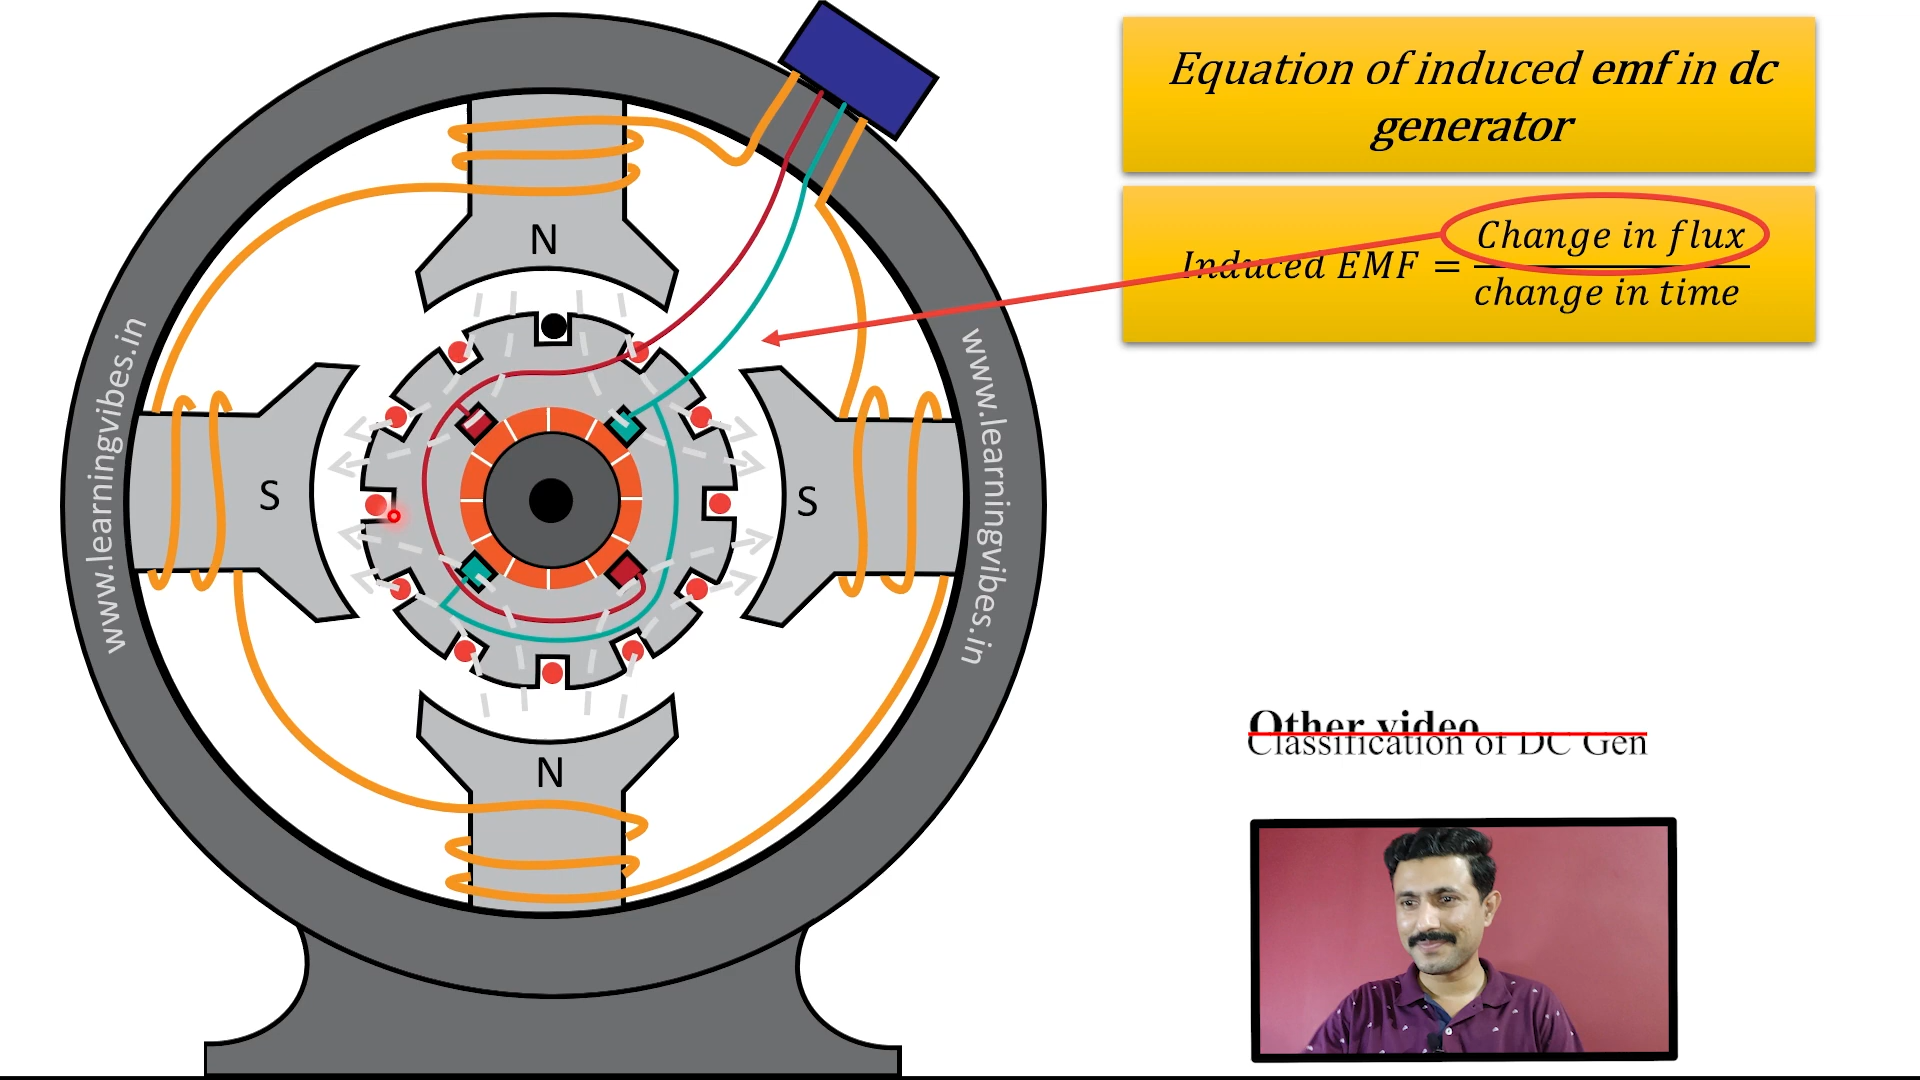 Equation of induced emf in dc
generator
Induced EMF = Change in flux
change in time
N
S
S
N
www.learningvibes.in
www.learningvibes.in
Other video
Classification of DC Gen